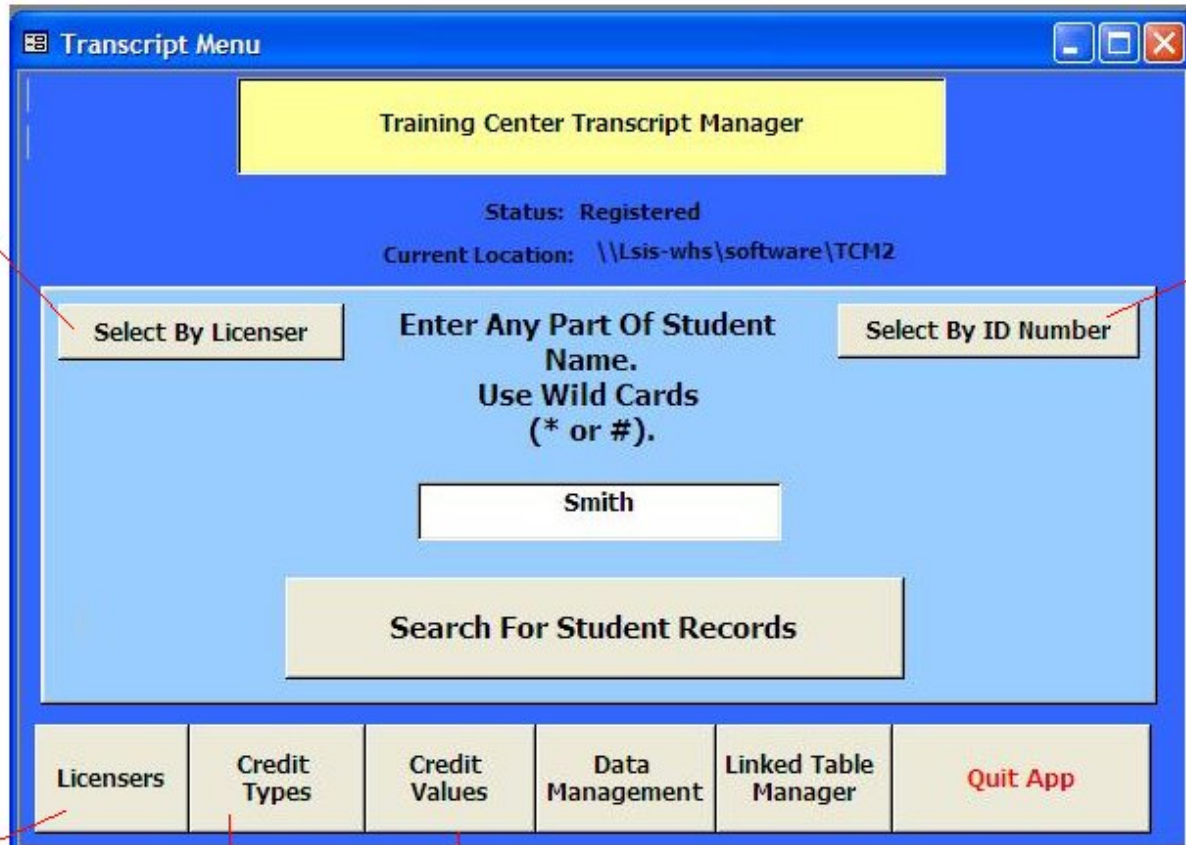 Transcript Menu
Training Center Transcript Manager
Status: Registered
Current Location: \\Lsis-whs\software\TCM2
Select By Licenser
Enter Any Part Of Student
Name.
Use Wild Cards
(* or #).
Select By ID Number
Smith
Search For Student Records
Licensers
Credit
Types
Credit
Values
Data
Management
Linked Table
Manager
Quit App